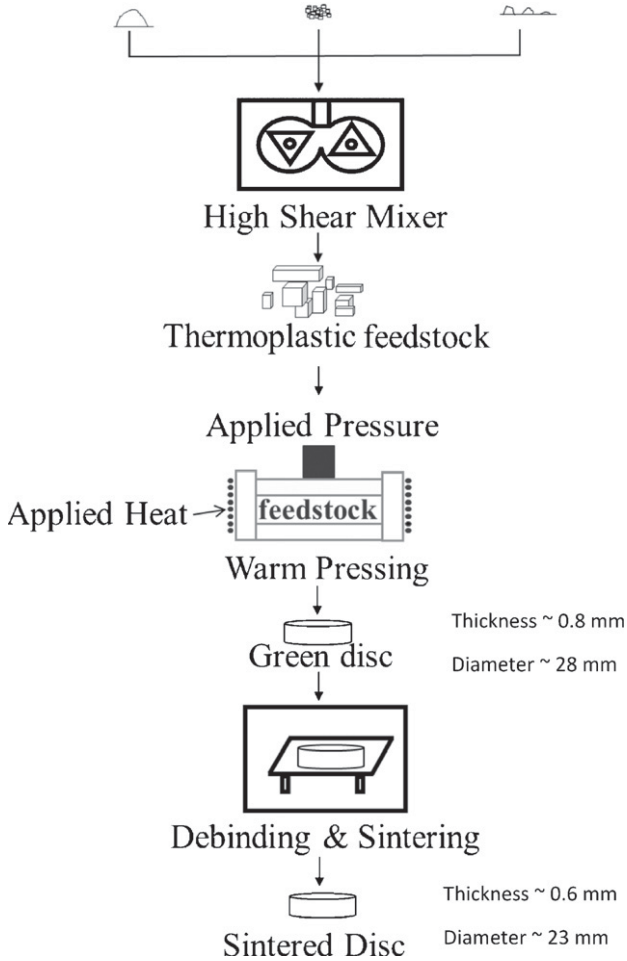 High Shear Mixer
Thermoplastic feedstock
Applied Pressure
Applied Heat
feedstock
Warm Pressing
Thickness ~ 0.8 mm
Green disc
Diameter ~ 28 mm
Debinding & Sintering
Thickness ~ 0.6 mm
Sintered Disc
Diameter ~ 23 mm